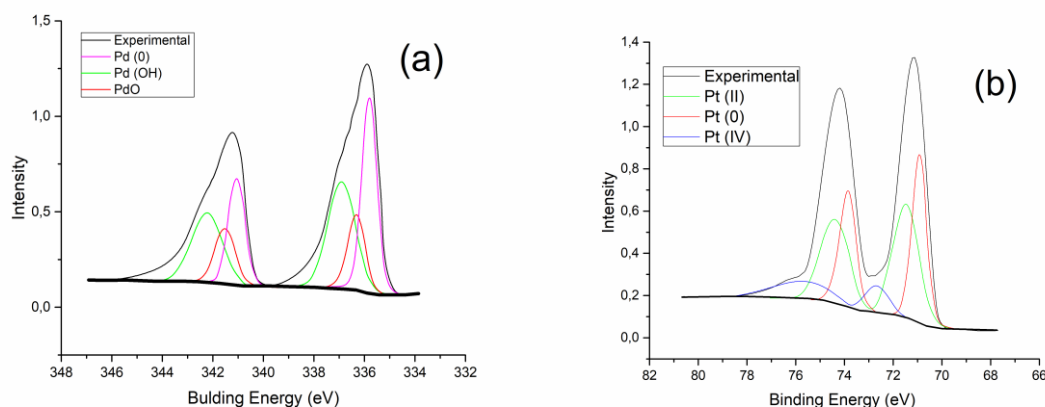 1,5
Experimental
Pd (0)
Pd (OH)
PdO
(a)
1,0
0,5
0,0
Intensity
348 346 344 342 340 338 336 334 332
Bulding Energy (eV)
1,4
Experimental
Pt (II)
Pt (0)
Pt (IV)
(b)
1,2
1,0
0,8
0,6
0,4
0,2
0,0
Intensity
82 80 78 76 74 72 70 68 66
Binding Energy (eV)